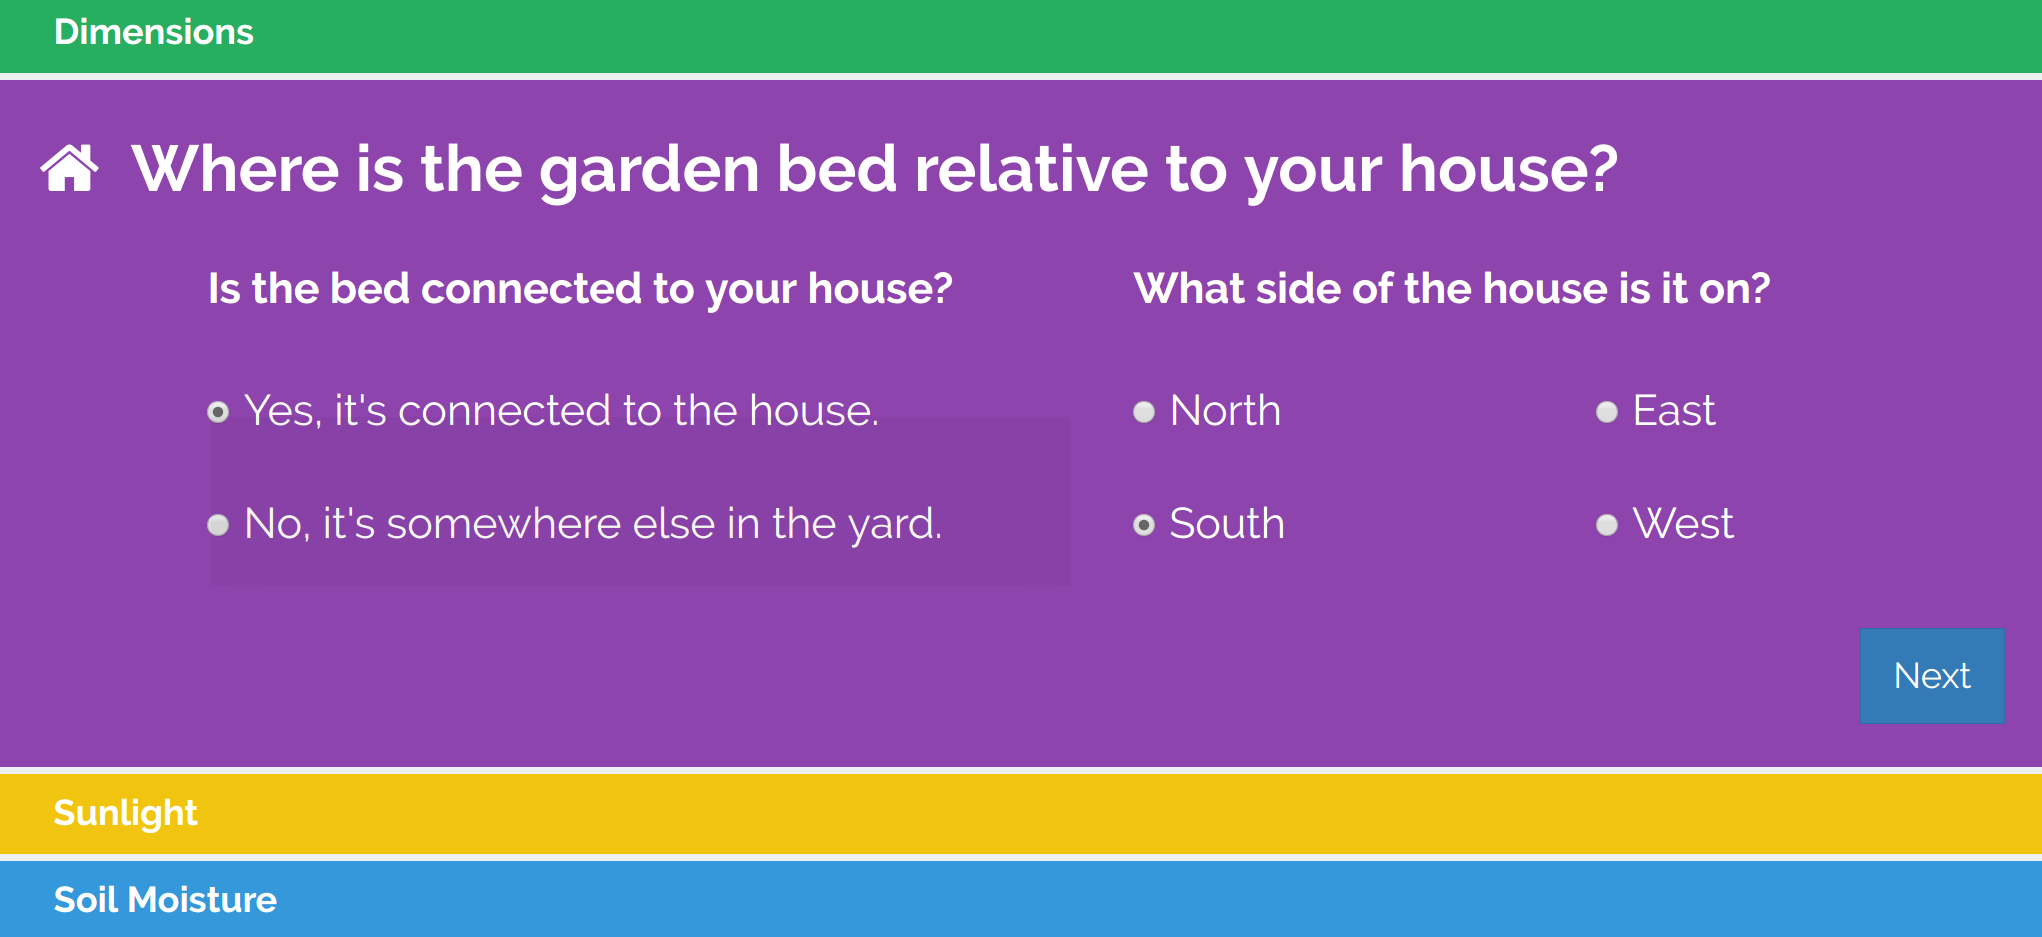 Dimensions
Where is the garden bed relative to your house?
Is the bed connected to your house?
Yes, it's connected to the house.
No, it's somewhere else in the yard.
What side of the house is it on?
North
East
South
West
Next
Sunlight
Soil Moisture